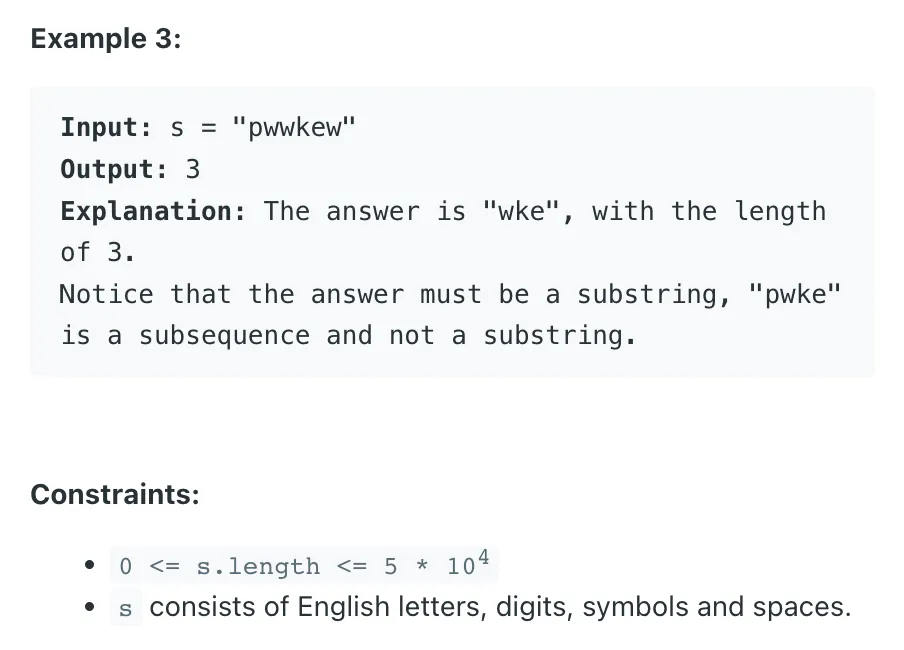 Example 3:
Input: s = "pwwkew"
Output: 3
Explanation: The answer is "wke", with the length
of 3.
Notice that the answer must be a substring, "pwke"
is a subsequence and not a substring.
Constraints:
• 0 <= s.length <= 5 * 10⁴
• s consists of English letters, digits, symbols and spaces.